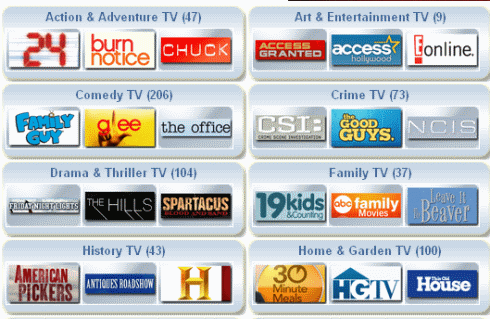 Action & Adventure TV (47)
24
burn notice
CHUCK
Art & Entertainment TV (9)
ACCESS GRANTED
access hollywood
E! online.
Comedy TV (206)
FAMILY GUY
glee
the office
Crime TV (73)
CSI:
CRIME SCENE INVESTIGATION
the GOOD GUYS.
NCIS
Drama & Thriller TV (104)
FRIDAY NIGHT LIGHTS
THE HILLS
SPARTACUS
BLOOD AND SAND
Family TV (37)
19 kids & Counting
abc family Movies
Leave It To Beaver
History TV (43)
AMERICAN PICKERS
ANTIQUES ROADSHOW
H
Home & Garden TV (100)
30 Minute Meals
HGTV
This Old House